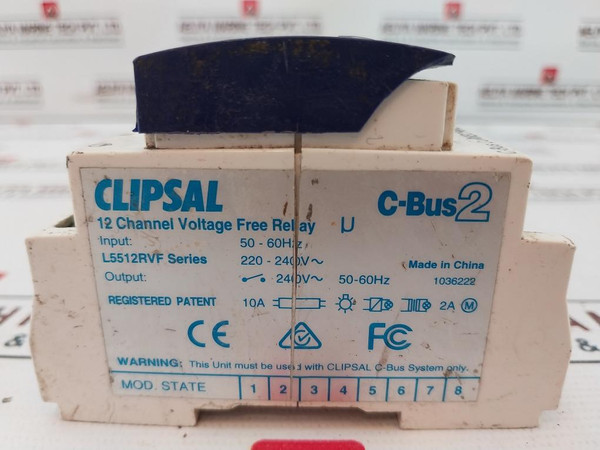 CLIPSAL
C-Bus2
12 Channel Voltage Free Relay
Input: 50 - 60Hz
L5512RVF Series 220 - 240V~
Made in China
Output: 240V~ 50-60Hz
1036222
REGISTERED PATENT 10A 2A M
CE FC
WARNING: This Unit must be used with CLIPSAL C-Bus System only.
MOD. STATE 1 2 3 4 5 6 7 8